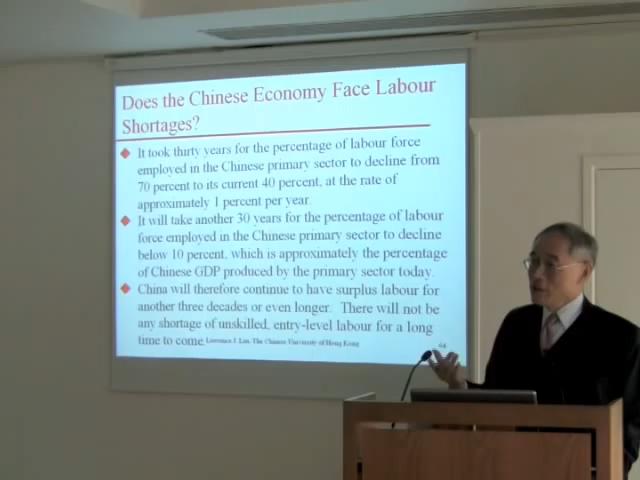 Does the Chinese Economy Face Labour
Shortages?
It took thirty years for the percentage of labour force
employed in the Chinese primary sector to decline from
70 percent to its current 40 percent, at the rate of
approximately 1 percent per year.
It will take another 30 years for the percentage of labour
force employed in the Chinese primary sector to decline
below 10 percent, which is approximately the percentage
of Chinese GDP produced by the primary sector today.
China will therefore continue to have surplus labour for
another three decades or even longer. There will not be
any shortage of unskilled, entry-level labour for a long
time to come
Lawrence J. Lau, The Chinese University of Hong Kong
64